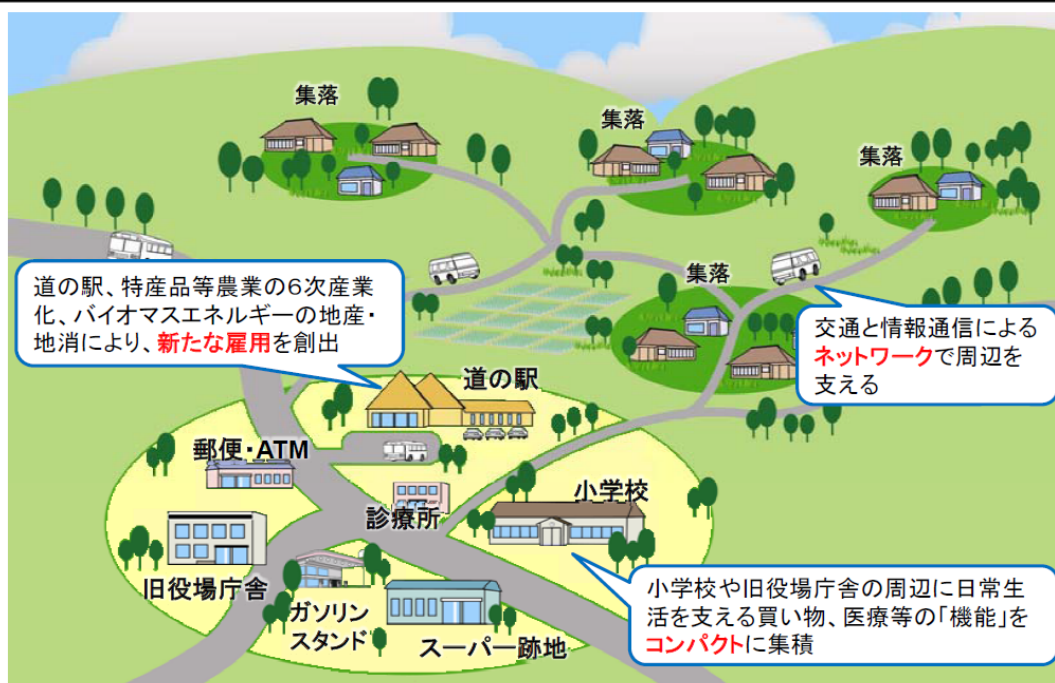 集落
集落
集落
道の駅、特産品等農業の6次産業
化、バイオマスエネルギーの地産・
地消により、新たな雇用を創出
集落
交通と情報通信による
ネットワークで周辺を
支える
道の駅
郵便・ATM
小学校
診療所
旧役場庁舎
ガソリン
スタンド
スーパー跡地
小学校や旧役場庁舎の周辺に日常生
活を支える買い物、医療等の「機能」を
コンパクトに集積